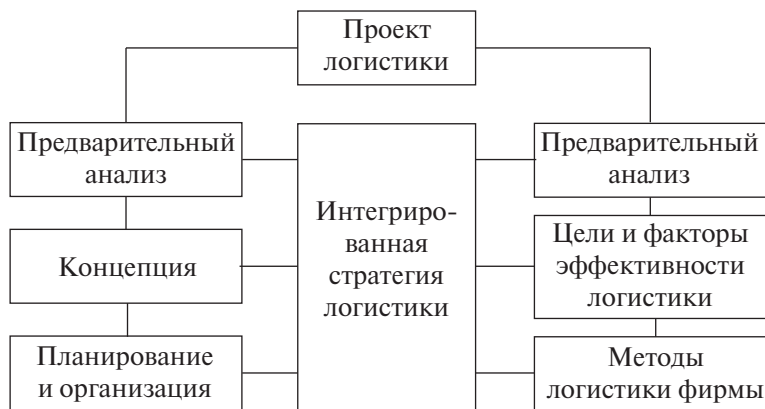 Проект
логистики
Предварительный
анализ
Предварительный
анализ
Интегриро-
ванная
стратегия
логистики
Концепция
Цели и факторы
эффективности
логистики
Планирование
и организация
Методы
логистики фирмы